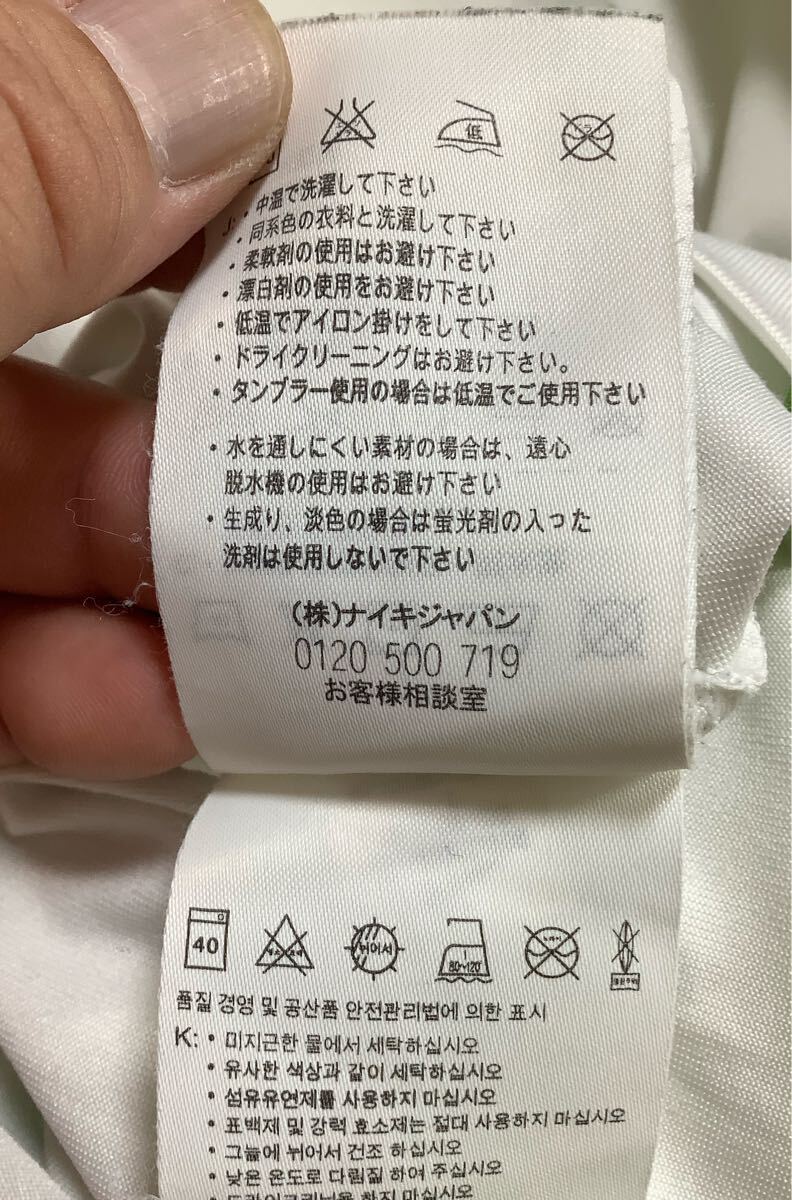 低
ドライ
J: ・中温で洗濯して下さい
・同系色の衣料と洗濯して下さい
・柔軟剤の使用はお避け下さい
・漂白剤の使用をお避け下さい
・低温でアイロン掛けをして下さい
・ドライクリーニングはお避け下さい。
・タンブラー使用の場合は低温でご使用下さい
・水を通しにくい素材の場合は、遠心
脱水機の使用はお避け下さい
・生成り、淡色の場合は蛍光剤の入った
洗剤は使用しないで下さい
(株)ナイキジャパン
0120 500 719
お客様相談室
40
뉘어서
80~120
품질 경영 및 공산품 안전관리법에 의한 표시
K: • 미지근한 물에서 세탁하십시오
• 유사한 색상과 같이 세탁하십시오
• 섬유유연제를 사용하지 마십시오
• 표백제 및 강력 효소제는 절대 사용하지 마십시오
• 그늘에 뉘어서 건조 하십시오
• 낮은 온도로 다림질 하여 주십시오